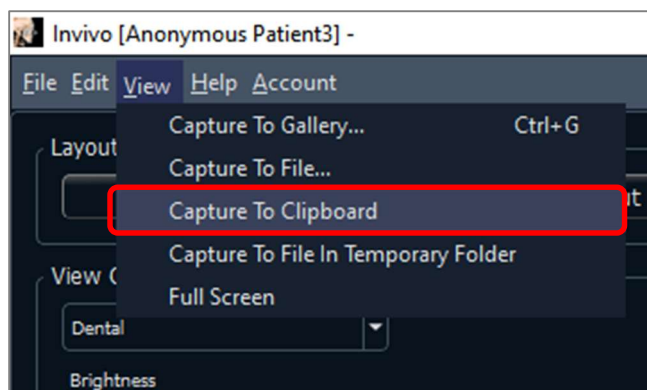 Invivo [Anonymous Patient3] -
File Edit View Help Account
Layout
Capture To Gallery... Ctrl+G
Capture To File...
Capture To Clipboard
Capture To File In Temporary Folder
View
Full Screen
Dental
Brightness